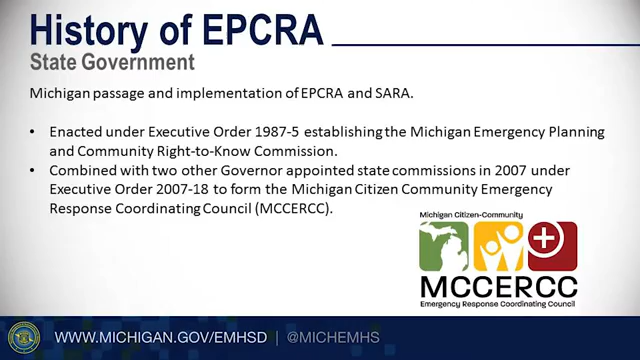 History of EPCRA
State Government
Michigan passage and implementation of EPCRA and SARA.
• Enacted under Executive Order 1987-5 establishing the Michigan Emergency Planning
and Community Right-to-Know Commission.
• Combined with two other Governor appointed state commissions in 2007 under
Executive Order 2007-18 to form the Michigan Citizen Community Emergency
Response Coordinating Council (MCCERCC).
Michigan Citizen-Community
MCCERCC
Emergency Response Coordinating Council
WWW.MICHIGAN.GOV/EMHSD | @MICHEMHS